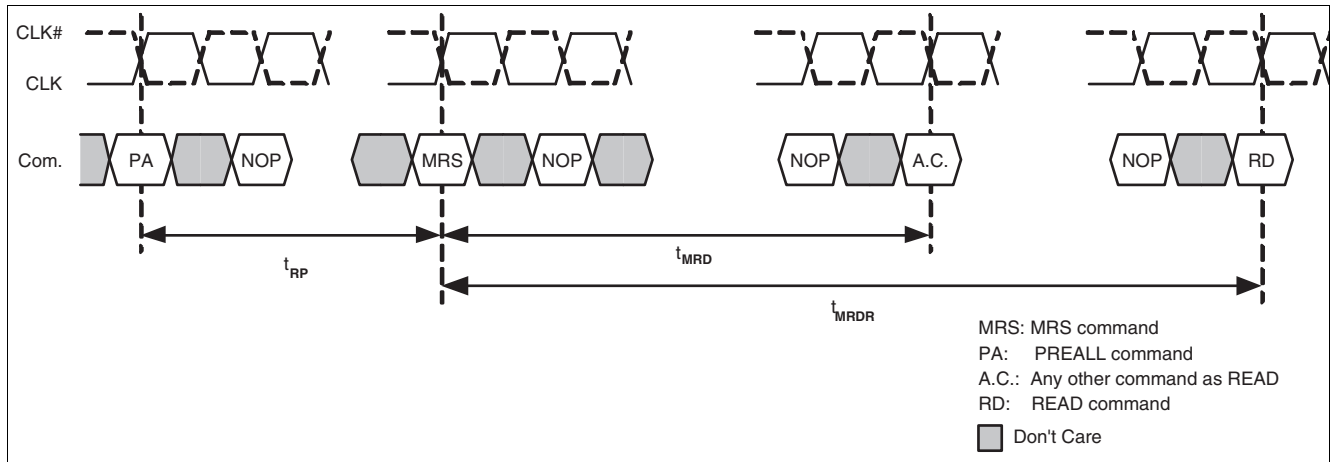 CLK#
CLK
Com.
PA
NOP
MRS
NOP
NOP
A.C.
NOP
RD
tRP
tMRD
tMRDR
MRS: MRS command
PA: PREALL command
A.C.: Any other command as READ
RD: READ command
Don't Care